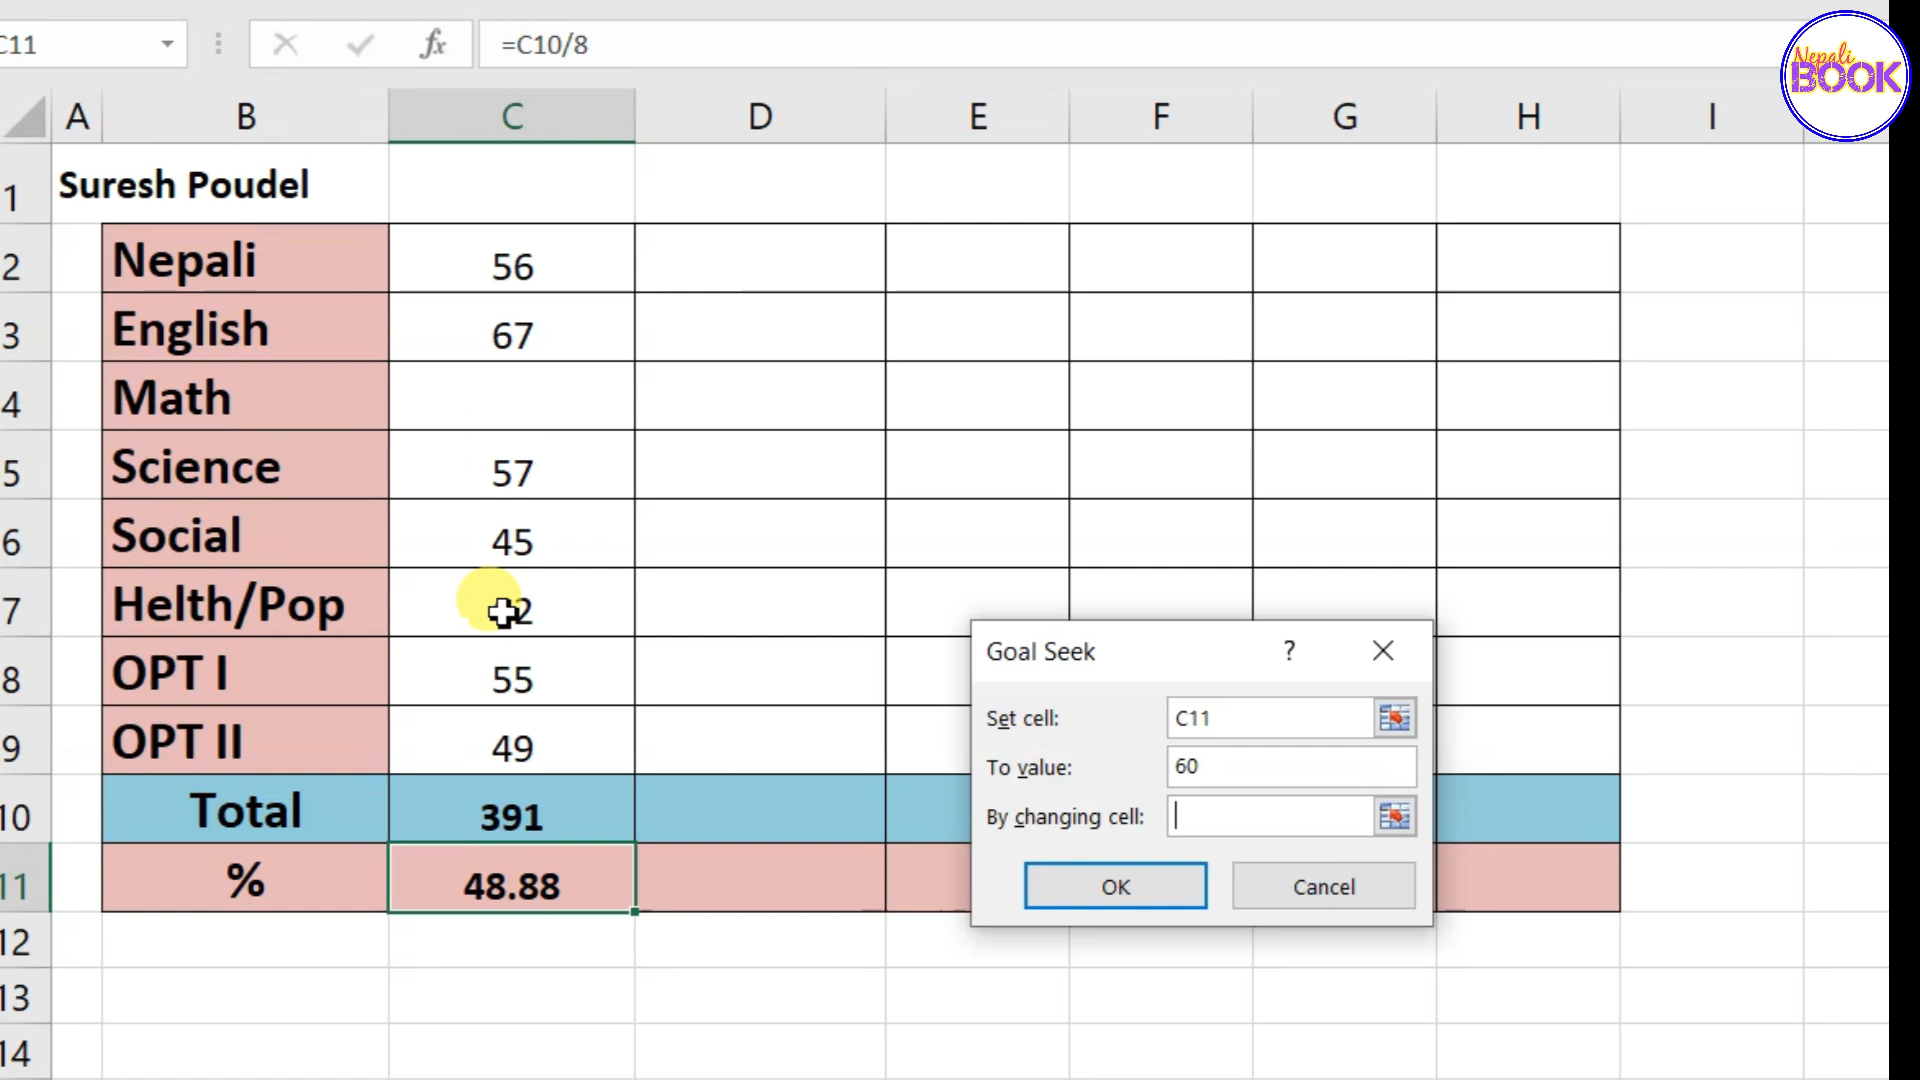 C11 =C10/8
Nepali
BOOK
A B C D E F G H I
1 Suresh Poudel
2 Nepali 56
3 English 67
4 Math
5 Science 57
6 Social 45
7 Helth/Pop 2
8 OPT I 55
9 OPT II 49
10 Total 391
11 % 48.88
12
13
14
Goal Seek ?
Set cell: C11
To value: 60
By changing cell:
OK Cancel